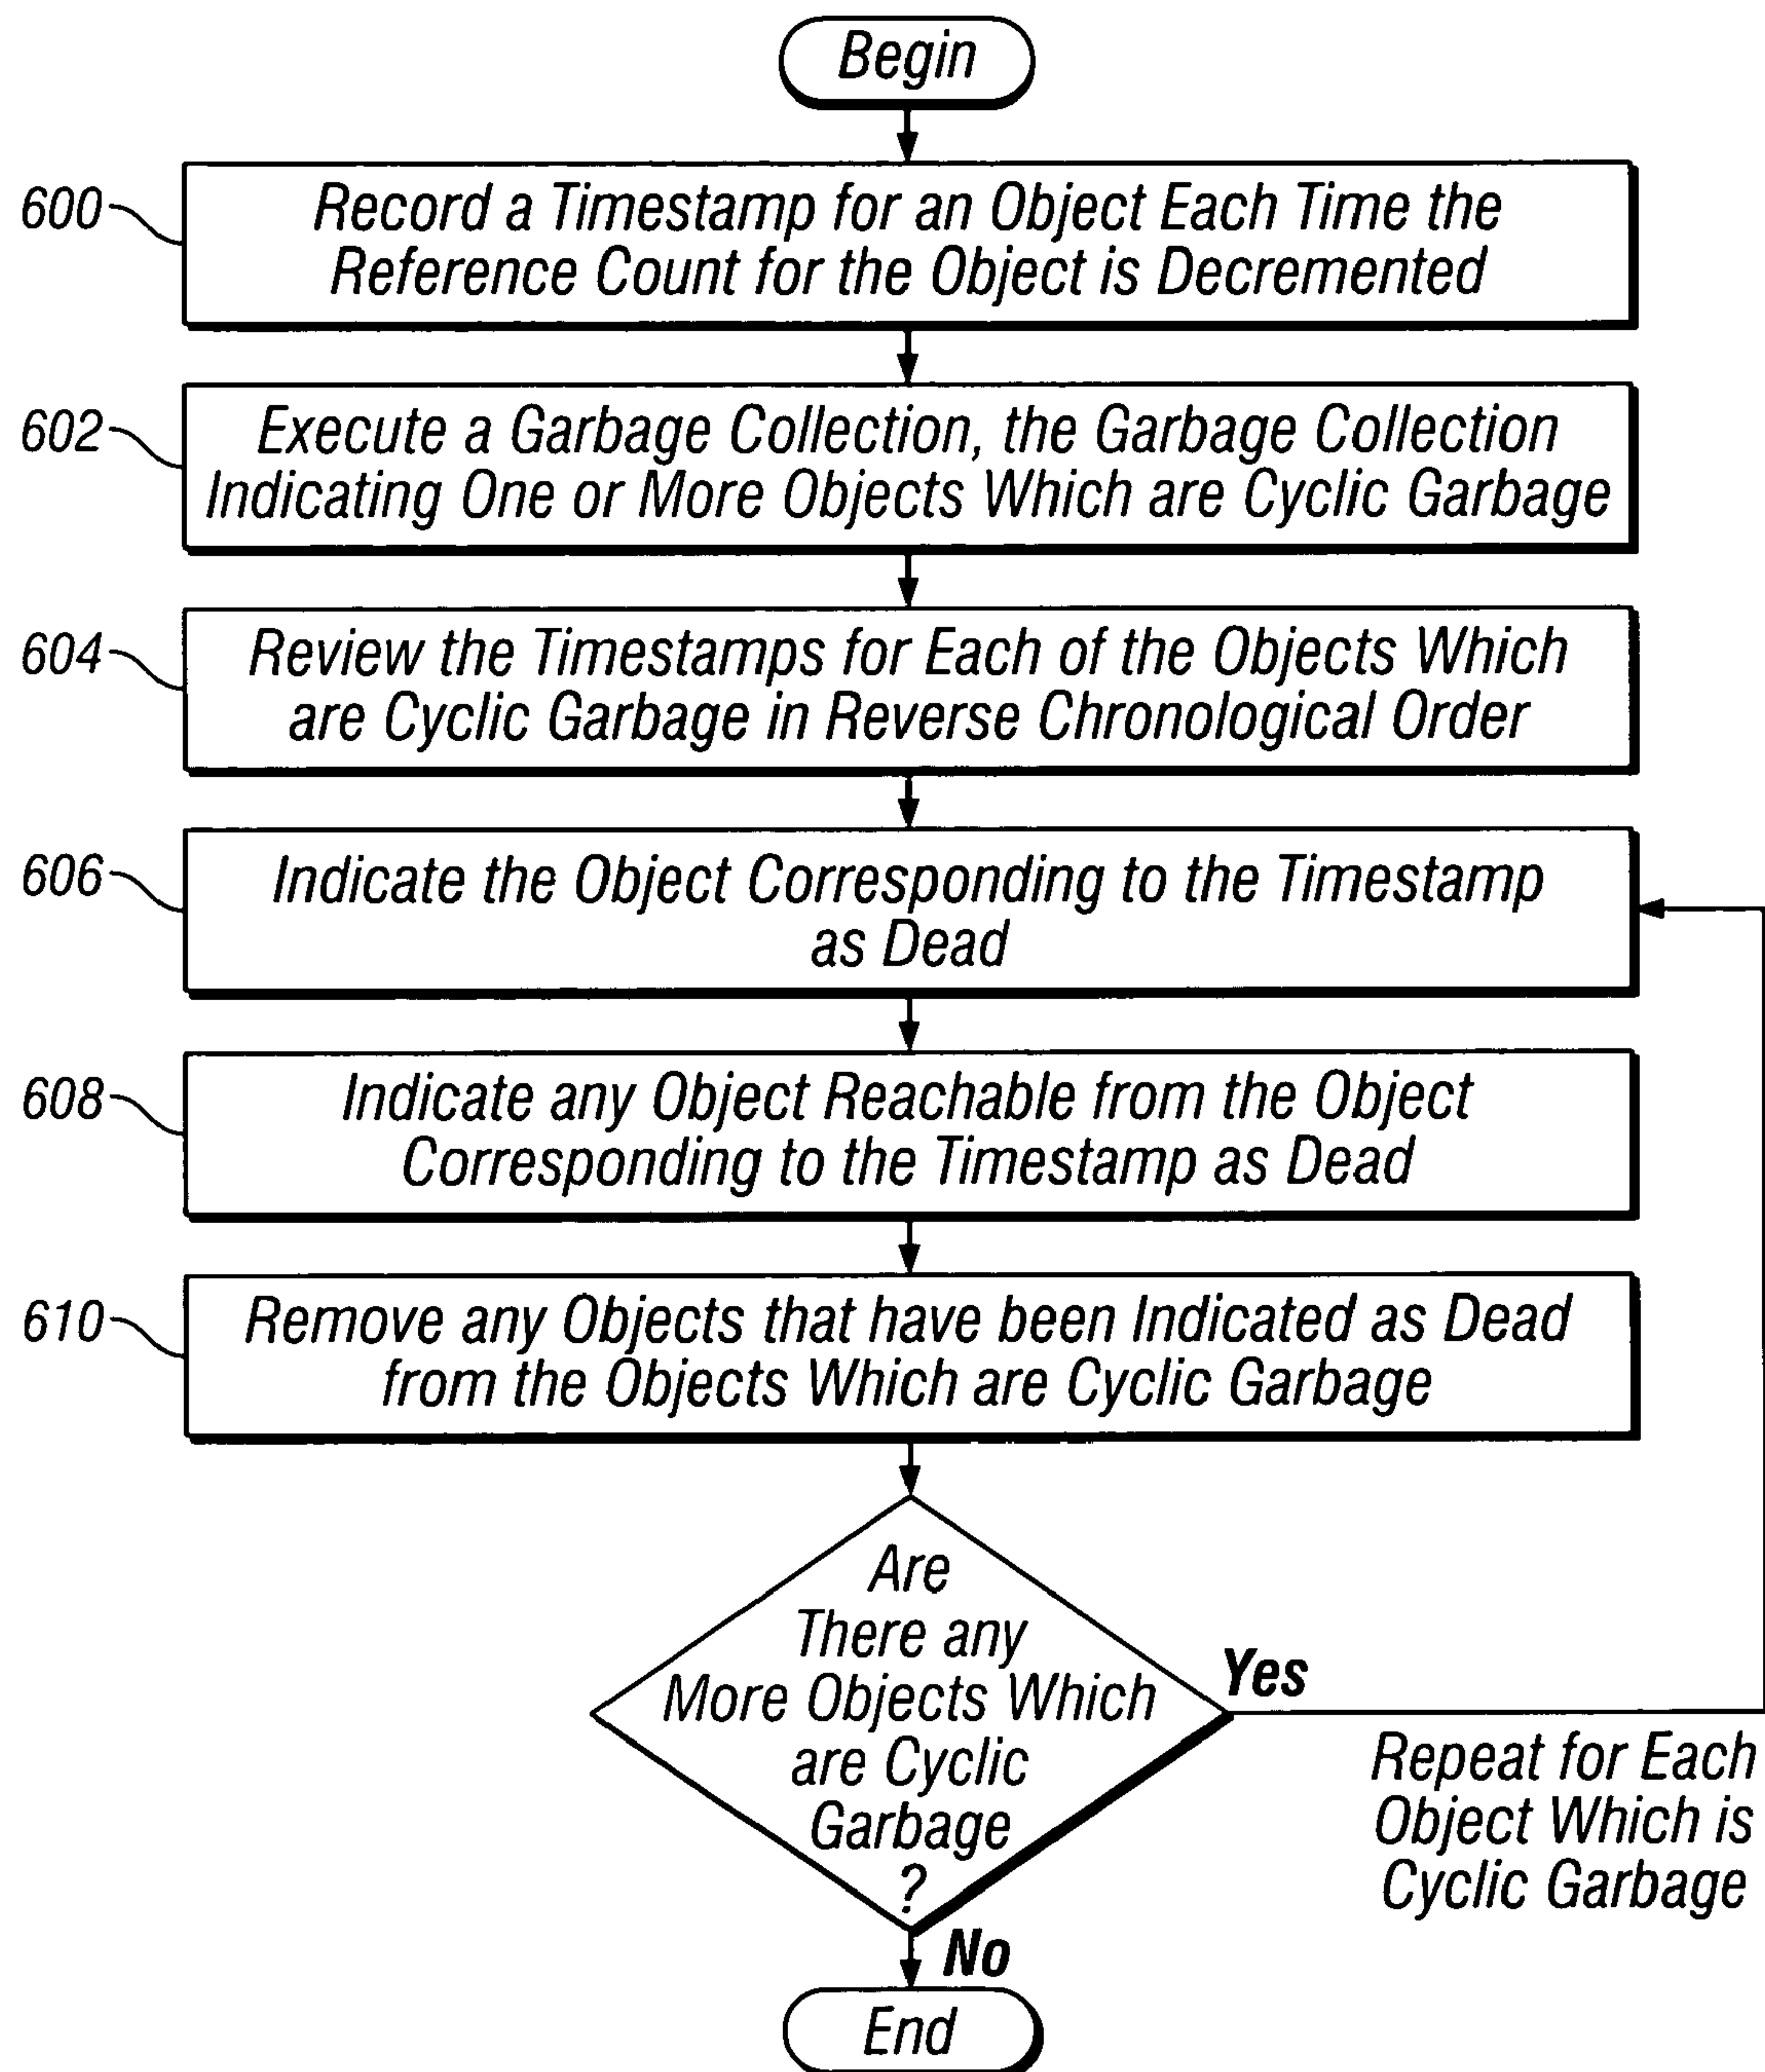 Begin
600
Record a Timestamp for an Object Each Time the
Reference Count for the Object is Decremented
602
Execute a Garbage Collection, the Garbage Collection
Indicating One or More Objects Which are Cyclic Garbage
604
Review the Timestamps for Each of the Objects Which
are Cyclic Garbage in Reverse Chronological Order
606
Indicate the Object Corresponding to the Timestamp
as Dead
608
Indicate any Object Reachable from the Object
Corresponding to the Timestamp as Dead
610
Remove any Objects that have been Indicated as Dead
from the Objects Which are Cyclic Garbage
Are
There any
More Objects Which
are Cyclic
Garbage
?
Yes
Repeat for Each
Object Which is
Cyclic Garbage
No
End